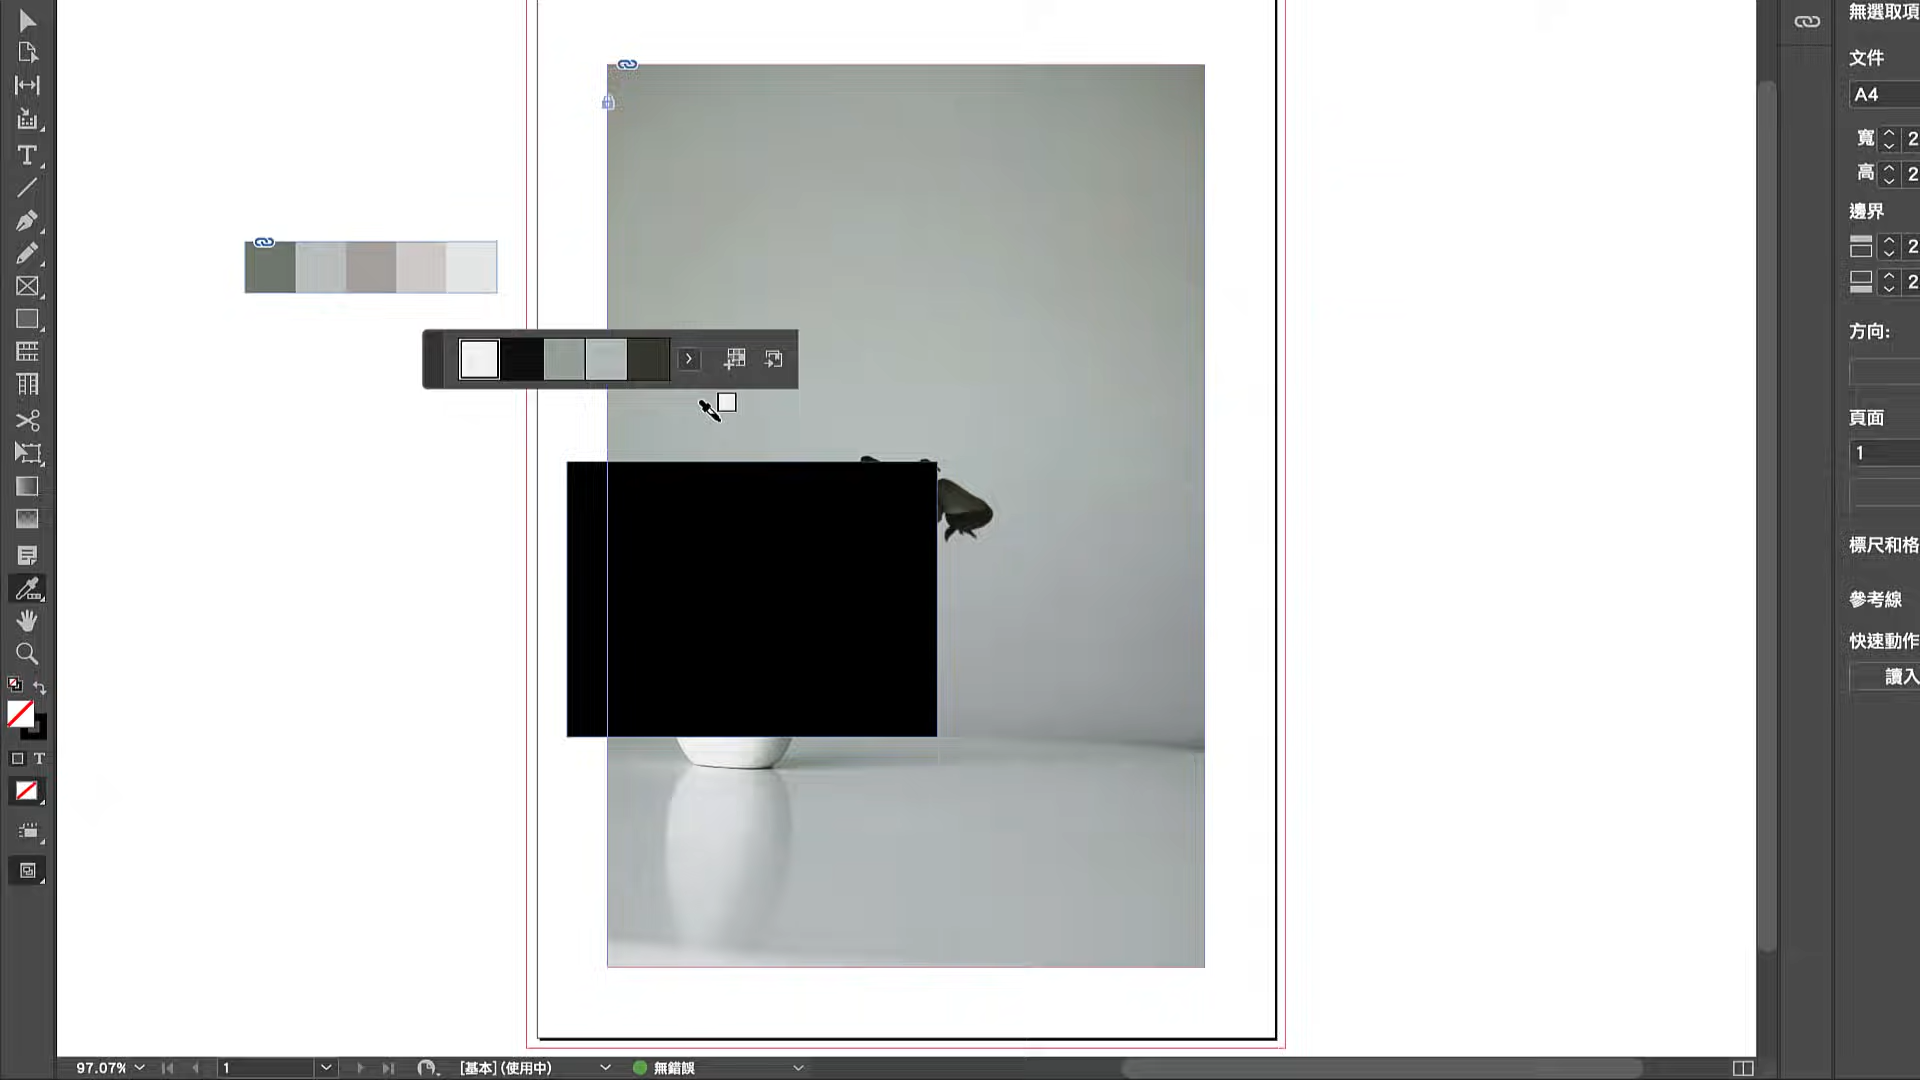 無選取項
文件
A4
寬 2
高 2
邊界
2
2
方向:
頁面
1
標尺和格
參考線
快速動作
讀入
T
T
97.07%
1
[基本] (使用中)
無錯誤